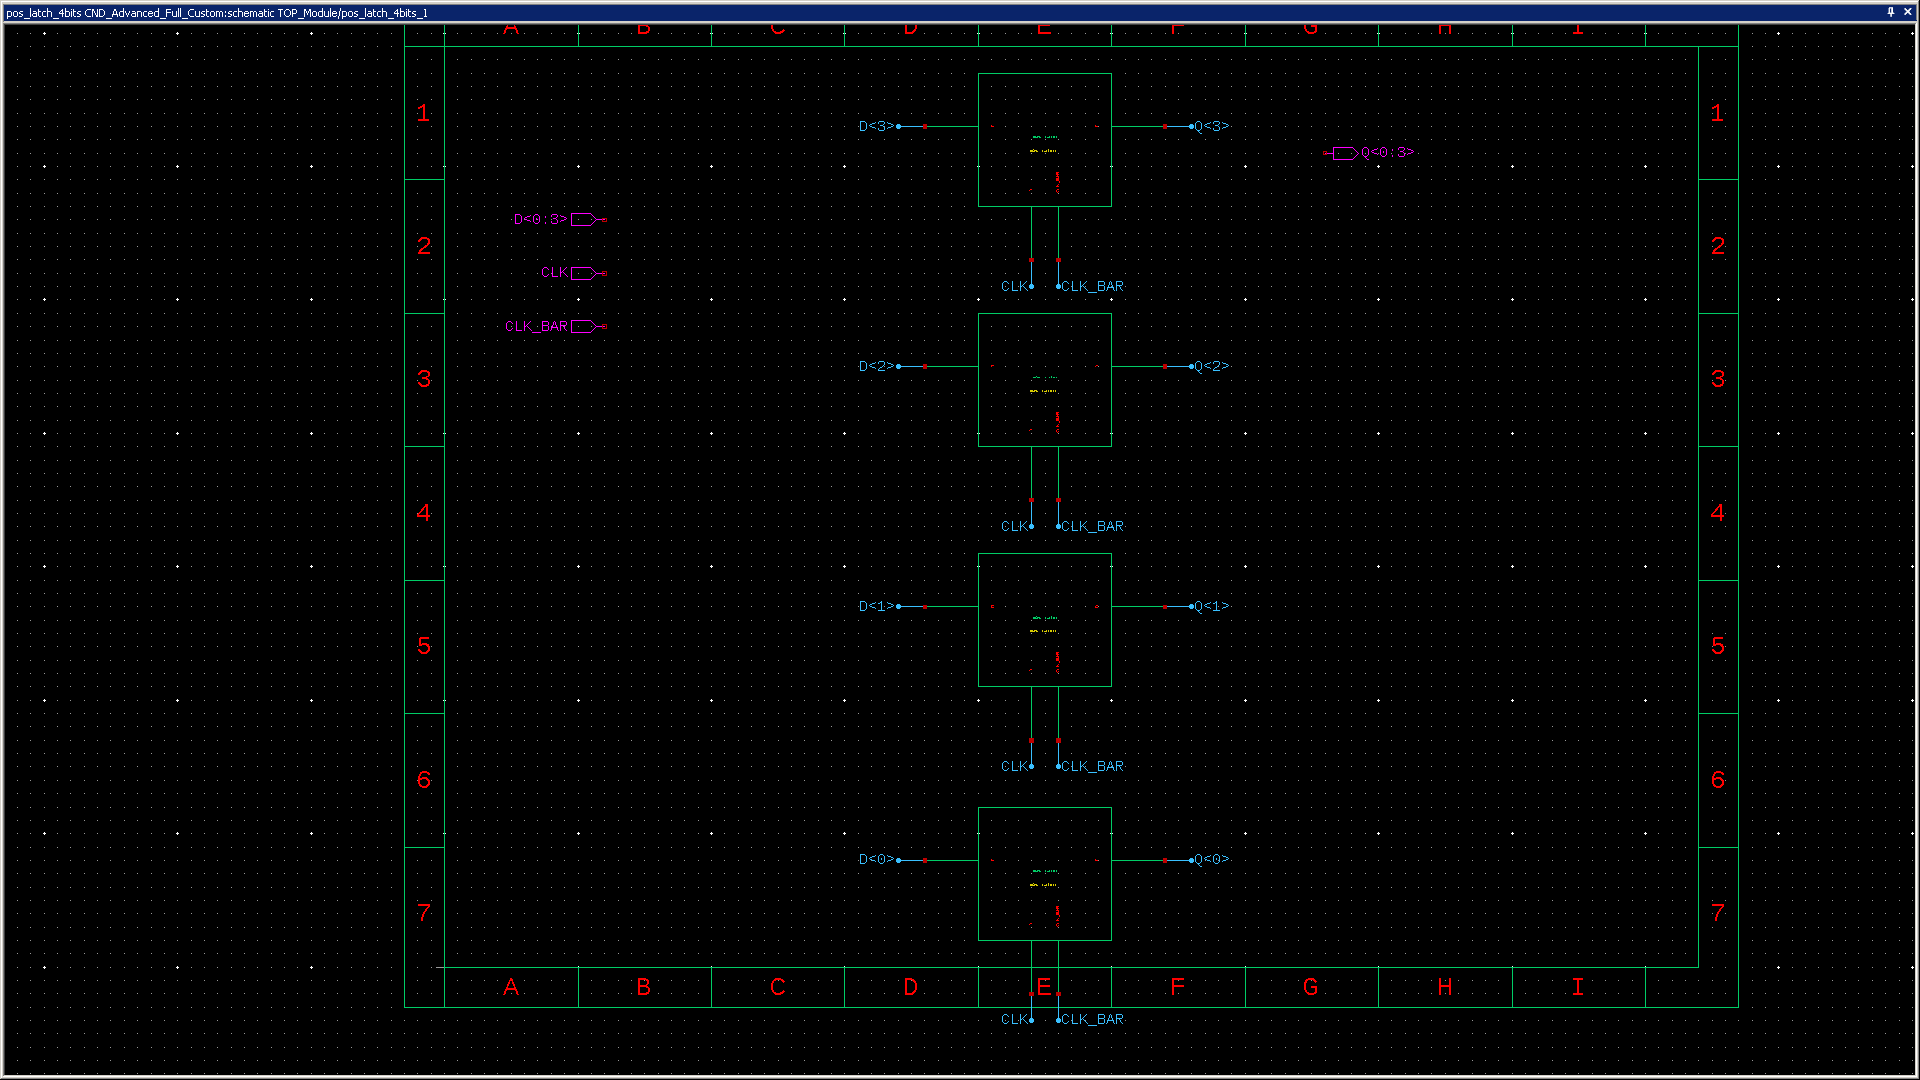 pos_latch_4bits CND_Advanced_Full_Custom:schematic TOP_Module/pos_latch_4bits_1
A B C D E F G H I
1 1
D<3> Q<3>
Q<0:3>
D<0:3>
2 2
CLK
CLK CLK_BAR
CLK_BAR
D<2> Q<2>
3 3
4 4
CLK CLK_BAR
D<1> Q<1>
5 5
CLK CLK_BAR
6 6
D<0> Q<0>
7 7
A B C D E F G H I
CLK CLK_BAR